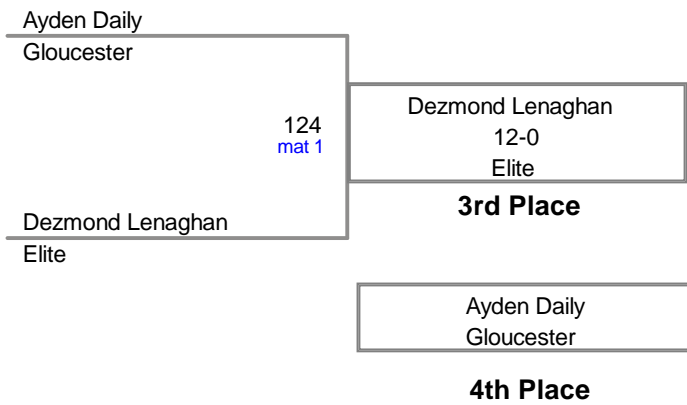 Ayden Daily
Gloucester
124
mat 1
Dezmond Lenaghan
Elite
Dezmond Lenaghan
12-0
Elite
3rd Place
Ayden Daily
Gloucester
4th Place